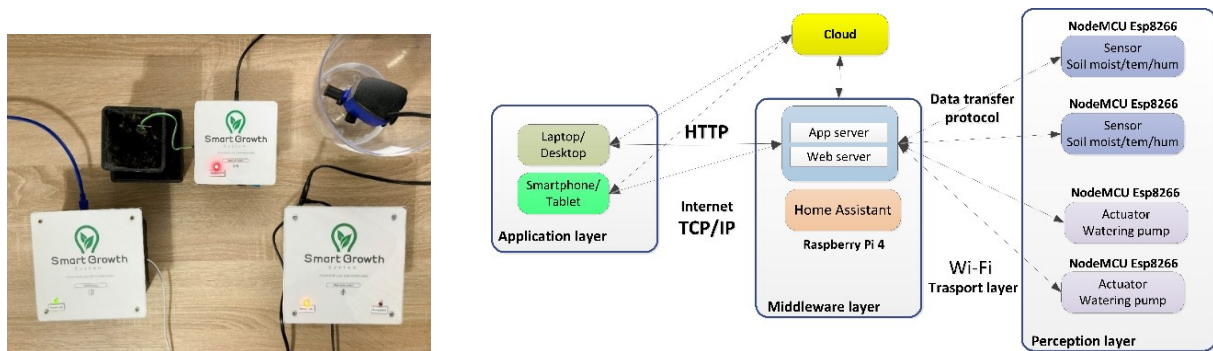 Smart Growth
System
Smart Growth
System
Smart Growth
System
Cloud
Laptop/
Desktop
Smartphone/
Tablet
Application layer
HTTP
Internet
TCP/IP
App server
Web server
Home Assistant
Raspberry Pi 4
Middleware layer
Data transfer
protocol
Wi-Fi
Trasport layer
NodeMCU Esp8266
Sensor
Soil moist/tem/hum
NodeMCU Esp8266
Sensor
Soil moist/tem/hum
NodeMCU Esp8266
Actuator
Watering pump
NodeMCU Esp8266
Actuator
Watering pump
Perception layer